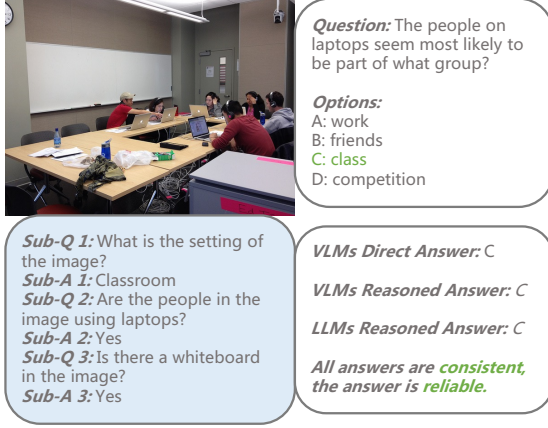 Question: The people on
laptops seem most likely to
be part of what group?
Options:
A: work
B: friends
C: class
D: competition
Sub-Q 1: What is the setting of
the image?
Sub-A 1: Classroom
Sub-Q 2: Are the people in the
image using laptops?
Sub-A 2: Yes
Sub-Q 3: Is there a whiteboard
in the image?
Sub-A 3: Yes
VLMs Direct Answer: C
VLMs Reasoned Answer: C
LLMs Reasoned Answer: C
All answers are consistent,
the answer is reliable.